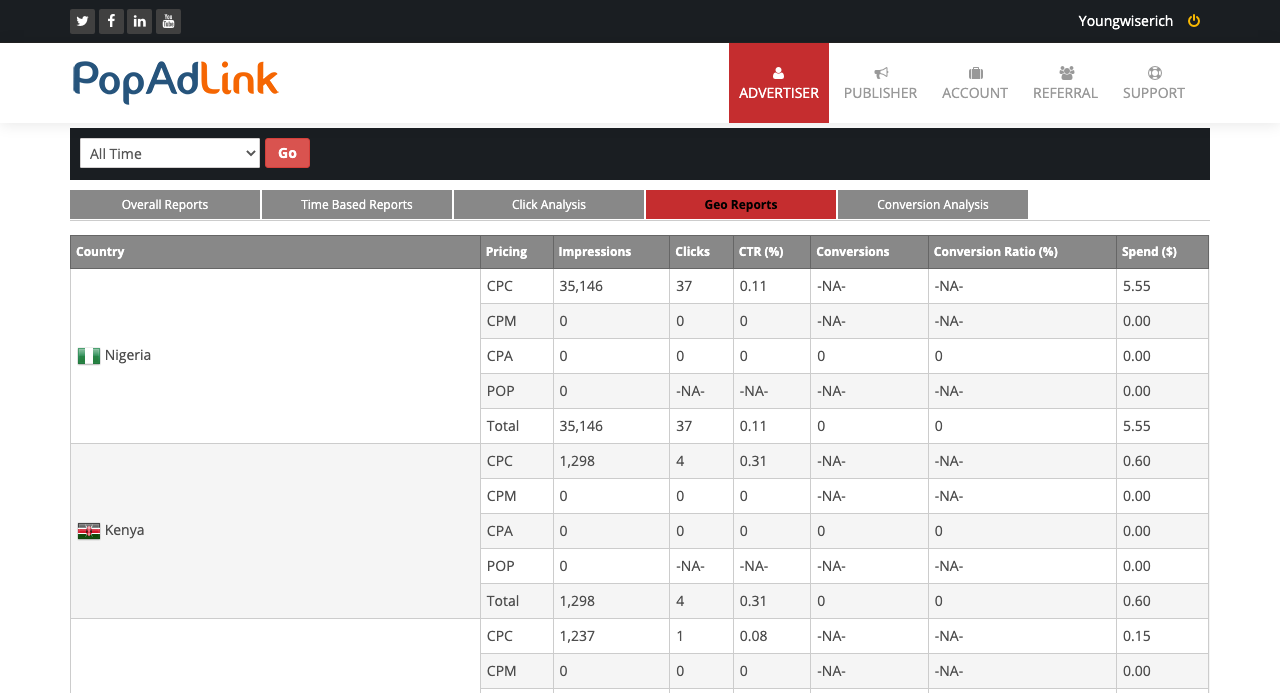 Youngwiserich
PopAdLink
ADVERTISER PUBLISHER ACCOUNT REFERRAL SUPPORT
All Time Go
Overall Reports Time Based Reports Click Analysis Geo Reports Conversion Analysis
Country Pricing Impressions Clicks CTR (%) Conversions Conversion Ratio (%) Spend ($)
CPC 35,146 37 0.11 -NA- -NA- 5.55
CPM 0 0 0 -NA- -NA- 0.00
Nigeria CPA 0 0 0 0 0 0.00
POP 0 -NA- -NA- -NA- -NA- 0.00
Total 35,146 37 0.11 0 0 5.55
CPC 1,298 4 0.31 -NA- -NA- 0.60
CPM 0 0 0 -NA- -NA- 0.00
Kenya CPA 0 0 0 0 0 0.00
POP 0 -NA- -NA- -NA- -NA- 0.00
Total 1,298 4 0.31 0 0 0.60
CPC 1,237 1 0.08 -NA- -NA- 0.15
CPM 0 0 0 -NA- -NA- 0.00